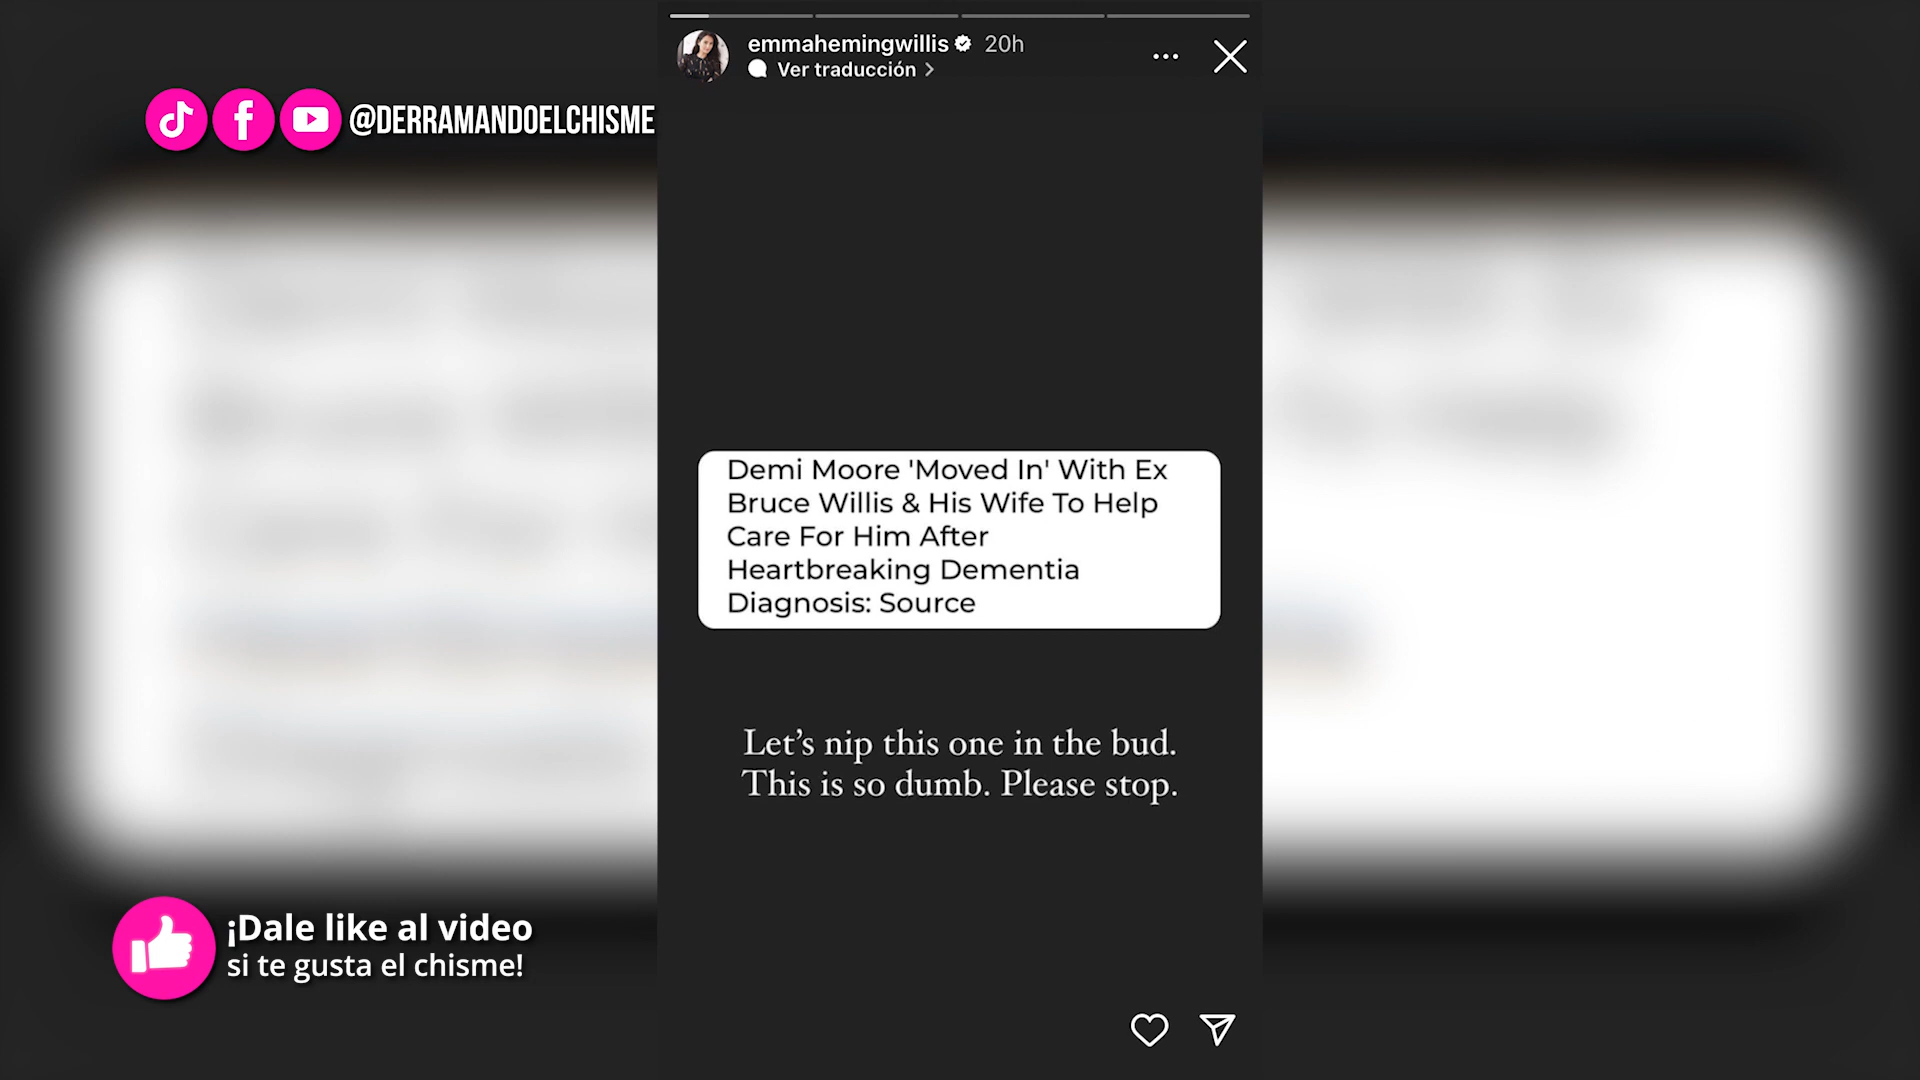 emmahemingwillis 20h
Ver traducción
@DERRAMANDOELCHISME
Demi Moore 'Moved In' With Ex
Bruce Willis & His Wife To Help
Care For Him After
Heartbreaking Dementia
Diagnosis: Source
Let’s nip this one in the bud.
This is so dumb. Please stop.
¡Dale like al video
si te gusta el chisme!